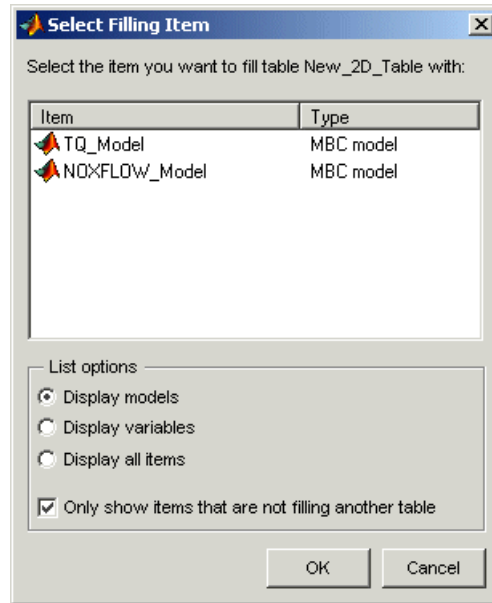 Select Filling Item
Select the item you want to fill table New_2D_Table with:
Item Type
TQ_Model MBC model
NOXFLOW_Model MBC model
List options
Display models
Display variables
Display all items
Only show items that are not filling another table
OK Cancel